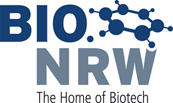 BIO
NRW
The Home of Biotech